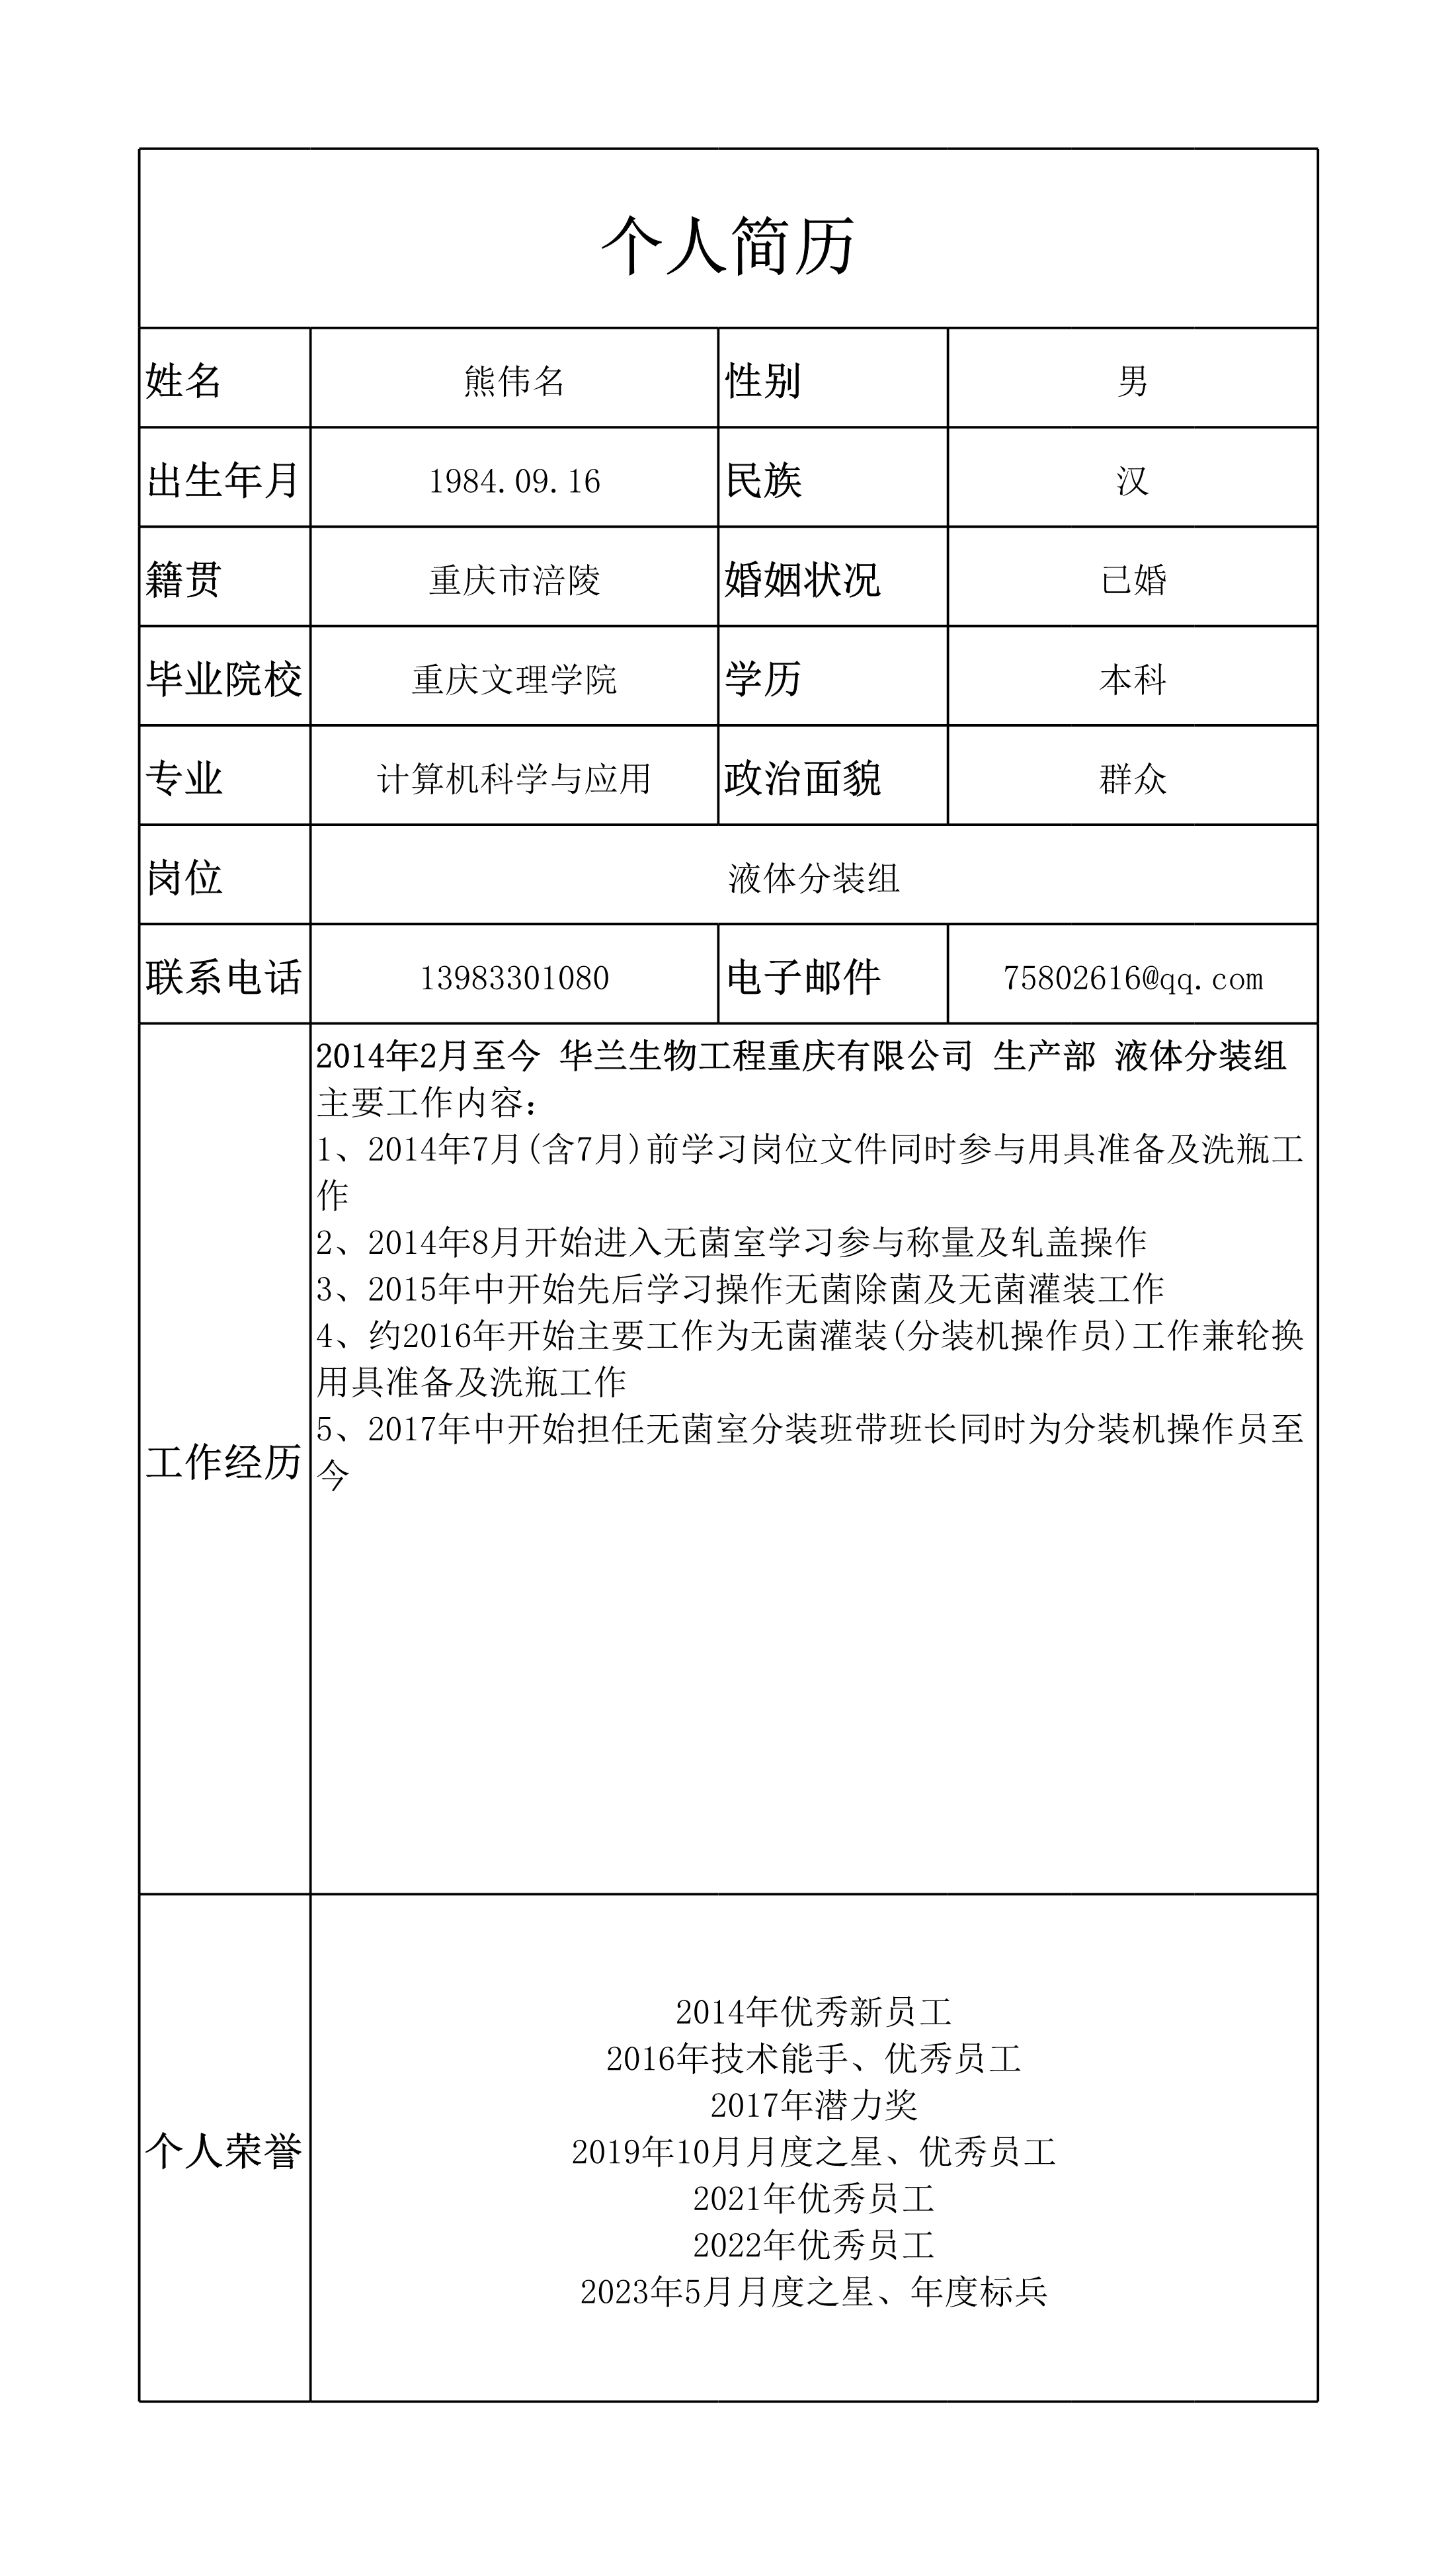 个人简历
姓名 熊伟名 性别 男
出生年月 1984.09.16 民族 汉
籍贯 重庆市涪陵 婚姻状况 已婚
毕业院校 重庆文理学院 学历 本科
专业 计算机科学与应用 政治面貌 群众
岗位 液体分装组
联系电话 13983301080 电子邮件 75802616@qq.com
工作经历
2014年2月至今 华兰生物工程重庆有限公司 生产部 液体分装组
主要工作内容：
1、2014年7月(含7月)前学习岗位文件同时参与用具准备及洗瓶工
作
2、2014年8月开始进入无菌室学习参与称量及轧盖操作
3、2015年中开始先后学习操作无菌除菌及无菌灌装工作
4、约2016年开始主要工作为无菌灌装(分装机操作员)工作兼轮换
用具准备及洗瓶工作
5、2017年中开始担任无菌室分装班带班长同时为分装机操作员至
今
个人荣誉
2014年优秀新员工
2016年技术能手、优秀员工
2017年潜力奖
2019年10月月度之星、优秀员工
2021年优秀员工
2022年优秀员工
2023年5月月度之星、年度标兵